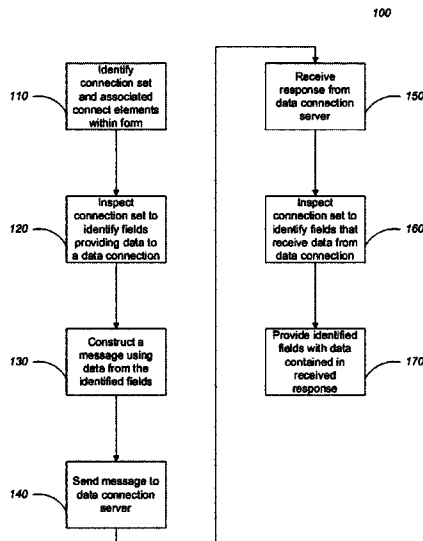 100
110
Identify
connection set
and associated
connect elements
within form
120
Inspect
connection set to
identify fields
providing data to
a data connection
130
Construct a
message using
data from the
identified fields
140
Send message to
data connection
server
Receive
response from
data connection
server
150
Inspect
connection set to
identify fields that
receive data from
data connection
160
Provide identified
fields with data
contained in
received
response
170